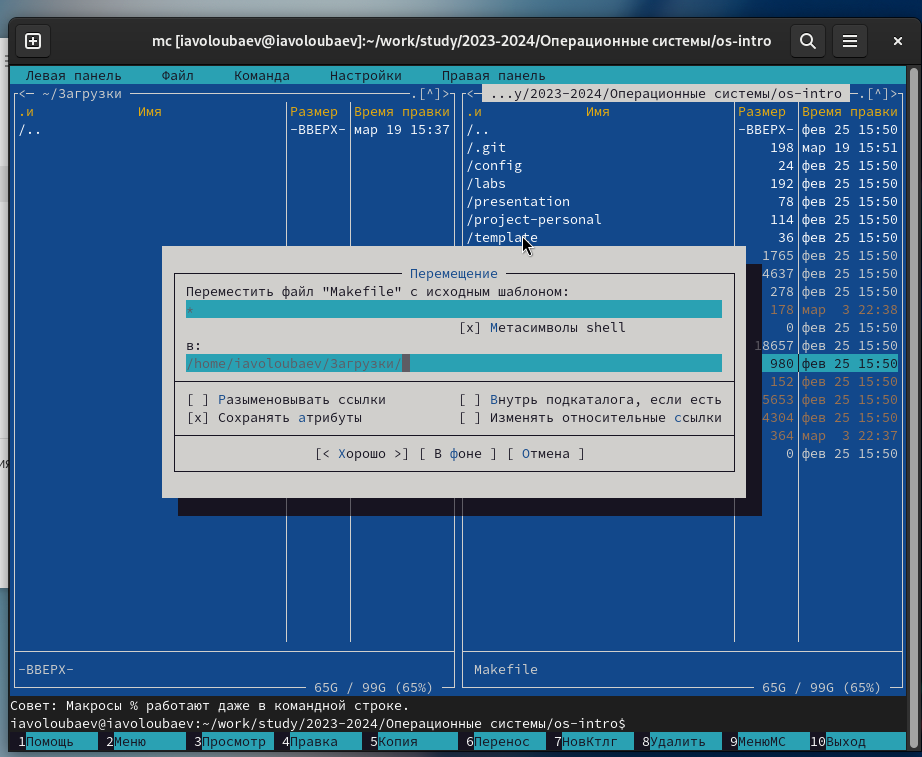 mc [iavoloubaev@iavoloubaev]:~/work/study/2023-2024/Операционные системы/os-intro
Левая панель Файл Команда Настройки Правая панель
<─ ~/Загрузки .[^]>
.и Имя Размер Время правки
/.. -ВВЕРХ- мар 19 15:37
<─ ...y/2023-2024/Операционные системы/os-intro .[^]>
.и Имя Размер Время правки
/.. -ВВЕРХ- фев 25 15:50
/.git 198 мар 19 15:51
/config 24 фев 25 15:50
/labs 192 фев 25 15:50
/presentation 78 фев 25 15:50
/project-personal 114 фев 25 15:50
/template 36 фев 25 15:50
1765 фев 25 15:50
4637 фев 25 15:50
278 фев 25 15:50
178 мар 3 22:38
0 фев 25 15:50
18657 фев 25 15:50
980 фев 25 15:50
152 фев 25 15:50
5653 фев 25 15:50
4304 фев 25 15:50
364 мар 3 22:37
0 фев 25 15:50
Перемещение
Переместить файл "Makefile" с исходным шаблоном:
*
[x] Метасимволы shell
в:
/home/iavoloubaev/Загрузки/
[ ] Разыменовывать ссылки [ ] Внутрь подкаталога, если есть
[x] Сохранять атрибуты [ ] Изменять относительные ссылки
[< Хорошо >] [ В фоне ] [ Отмена ]
-ВВЕРХ-
65G / 99G (65%)
Makefile
65G / 99G (65%)
Совет: Макросы % работают даже в командной строке.
iavoloubaev@iavoloubaev:~/work/study/2023-2024/Операционные системы/os-intro$
1Помощь 2Меню 3Просмотр 4Правка 5Копия 6Перенос 7НовКтлг 8Удалить 9МенюМС 10Выход